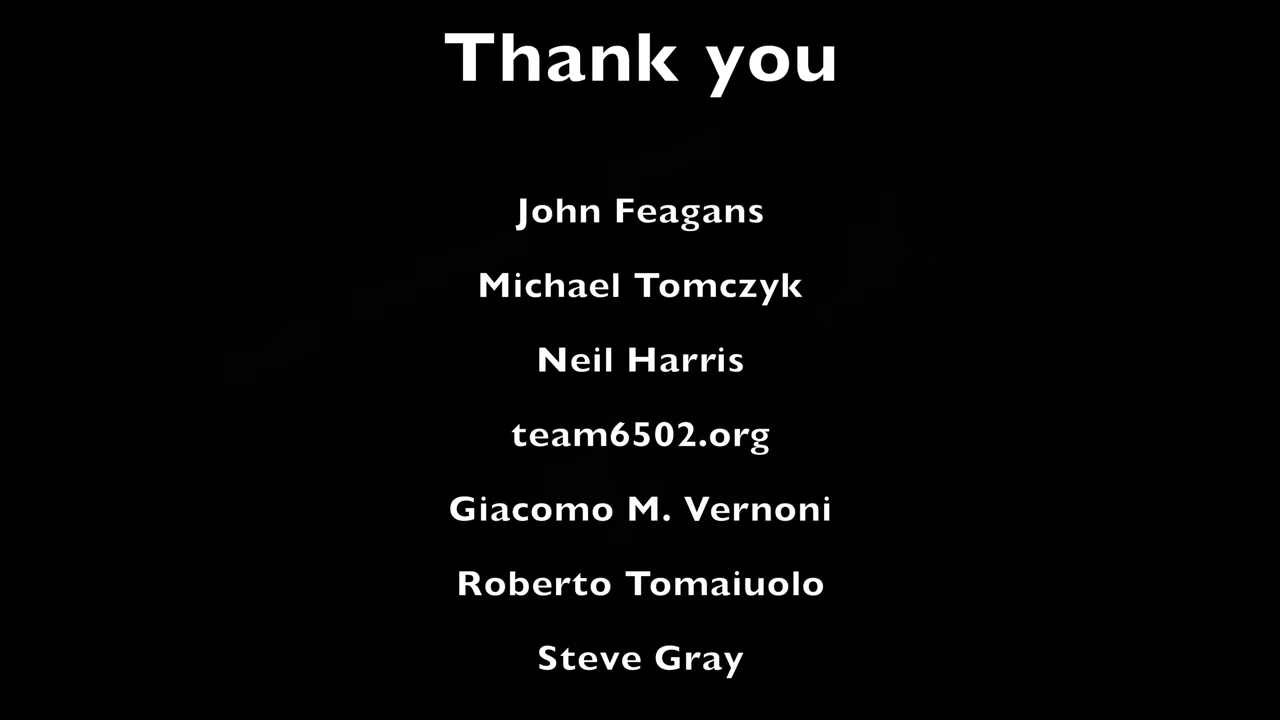 Thank you
John Feagans
Michael Tomczyk
Neil Harris
team6502.org
Giacomo M. Vernoni
Roberto Tomaiuolo
Steve Gray